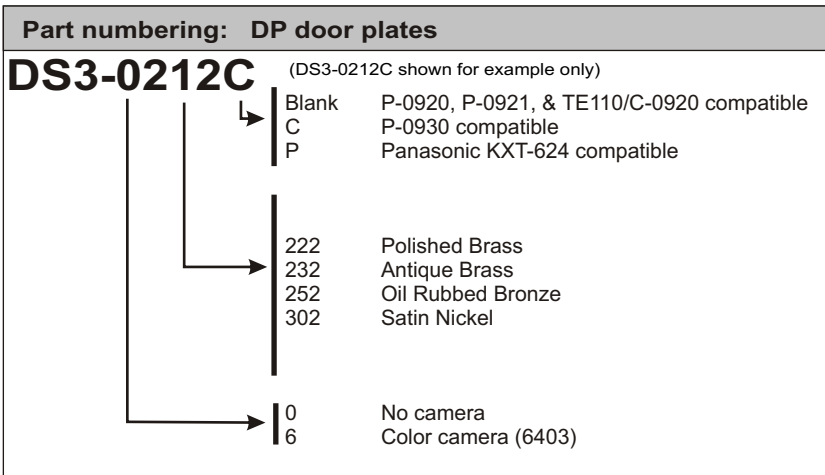 Part numbering: DP door plates
DS3-0212C (DS3-0212C shown for example only)
Blank P-0920, P-0921, & TE110/C-0920 compatible
C P-0930 compatible
P Panasonic KXT-624 compatible
222 Polished Brass
232 Antique Brass
252 Oil Rubbed Bronze
302 Satin Nickel
0 No camera
6 Color camera (6403)